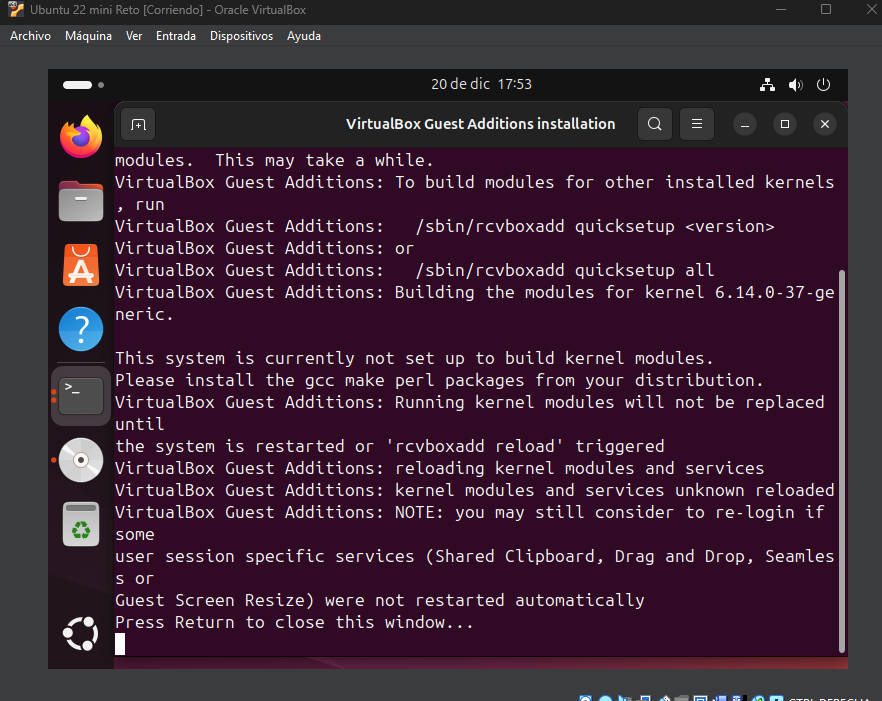 Ubuntu 22 mini Reto [Corriendo] - Oracle VirtualBox
Archivo Máquina Ver Entrada Dispositivos Ayuda
20 de dic 17:53
VirtualBox Guest Additions installation
modules.  This may take a while.
VirtualBox Guest Additions: To build modules for other installed kernels
, run
VirtualBox Guest Additions:   /sbin/rcvboxadd quicksetup <version>
VirtualBox Guest Additions: or
VirtualBox Guest Additions:   /sbin/rcvboxadd quicksetup all
VirtualBox Guest Additions: Building the modules for kernel 6.14.0-37-ge
neric.
This system is currently not set up to build kernel modules.
Please install the gcc make perl packages from your distribution.
VirtualBox Guest Additions: Running kernel modules will not be replaced
until
the system is restarted or 'rcvboxadd reload' triggered
VirtualBox Guest Additions: reloading kernel modules and services
VirtualBox Guest Additions: kernel modules and services unknown reloaded
VirtualBox Guest Additions: NOTE: you may still consider to re-login if
some
user session specific services (Shared Clipboard, Drag and Drop, Seamles
s or
Guest Screen Resize) were not restarted automatically
Press Return to close this window...
CTRL DERECHA